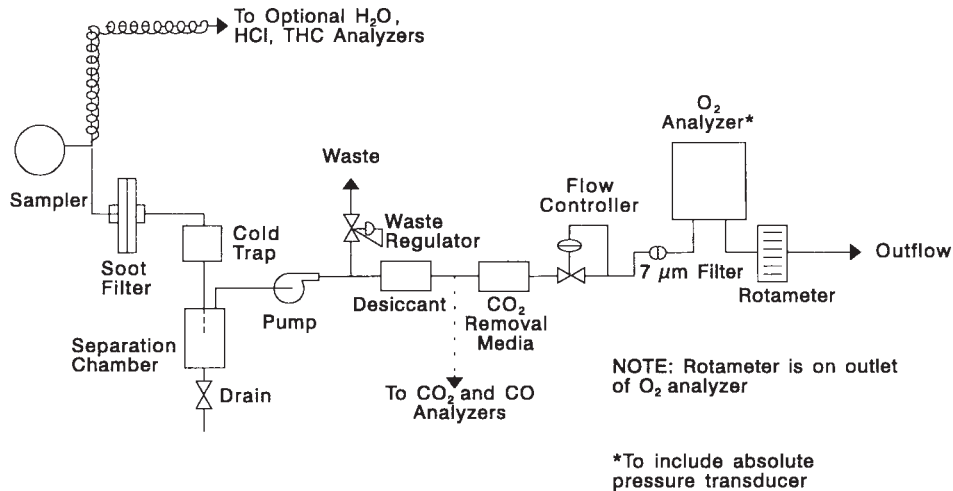 To Optional H₂O,
HCl, THC Analyzers
O₂
Analyzer*
Sampler
Waste
Waste
Regulator
Flow
Controller
Soot
Filter
Cold
Trap
Pump
Desiccant
CO₂
Removal
Media
7 μm Filter
Rotameter
Outflow
Separation
Chamber
Drain
To CO₂ and CO
Analyzers
NOTE: Rotameter is on outlet
of O₂ analyzer
*To include absolute
pressure transducer